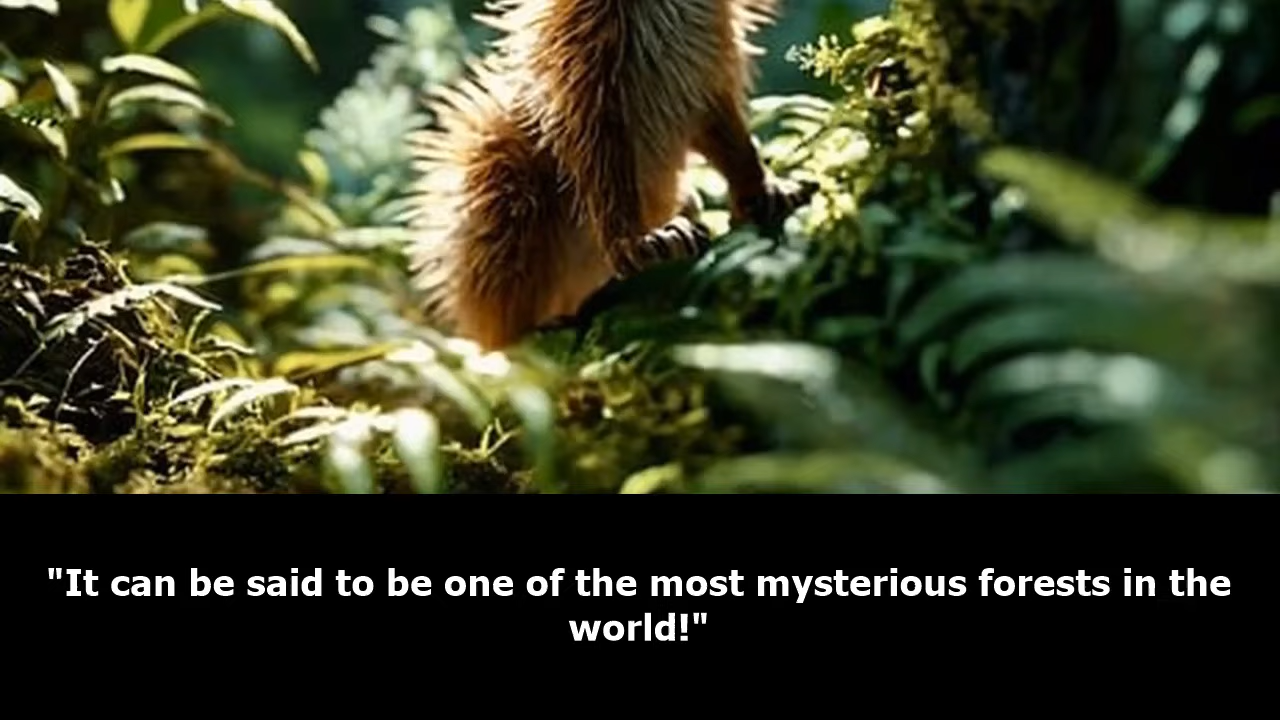 "It can be said to be one of the most mysterious forests in the
world!"